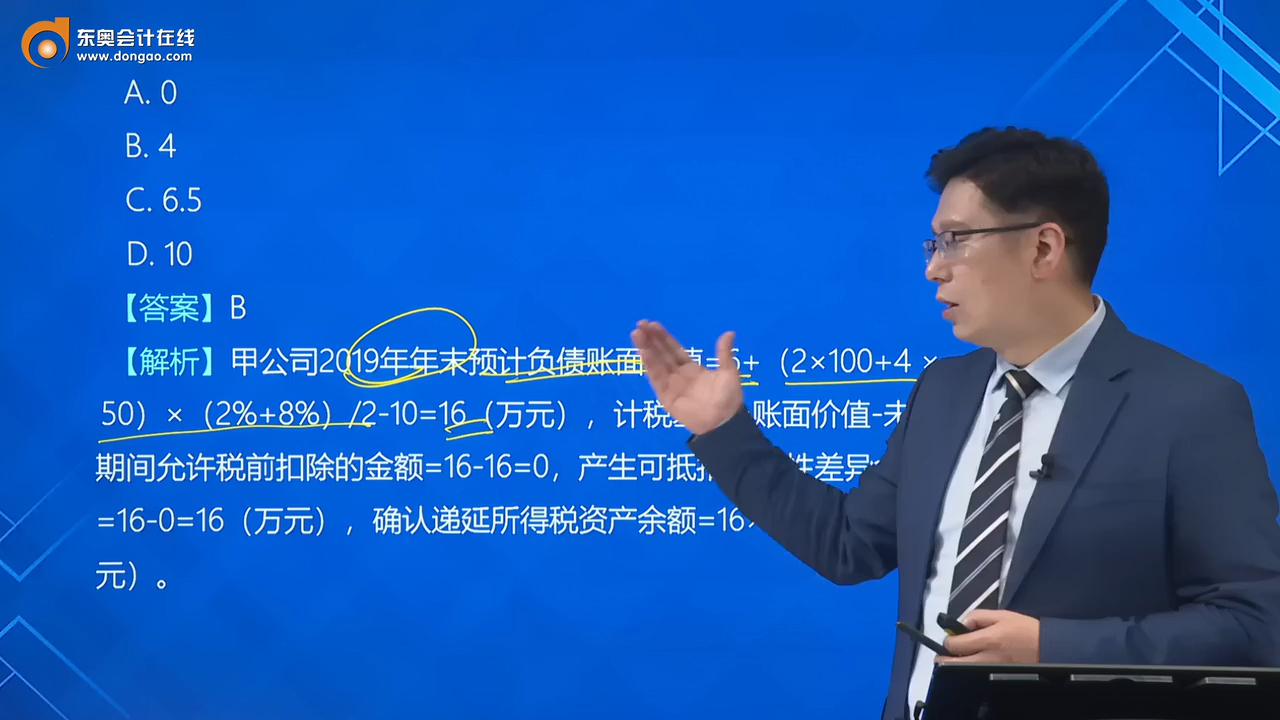 东奥会计在线
www.dongao.com
A. 0
B. 4
C. 6.5
D. 10
【答案】B
【解析】甲公司2019年年末预计负债账面 值=6+（2×100+4 ×
50）×（2%+8%）/2-10=16（万元），计税 账面价值-未
期间允许税前扣除的金额=16-16=0，产生可抵扣 性差异
=16-0=16（万元），确认递延所得税资产余额=16×
元）。